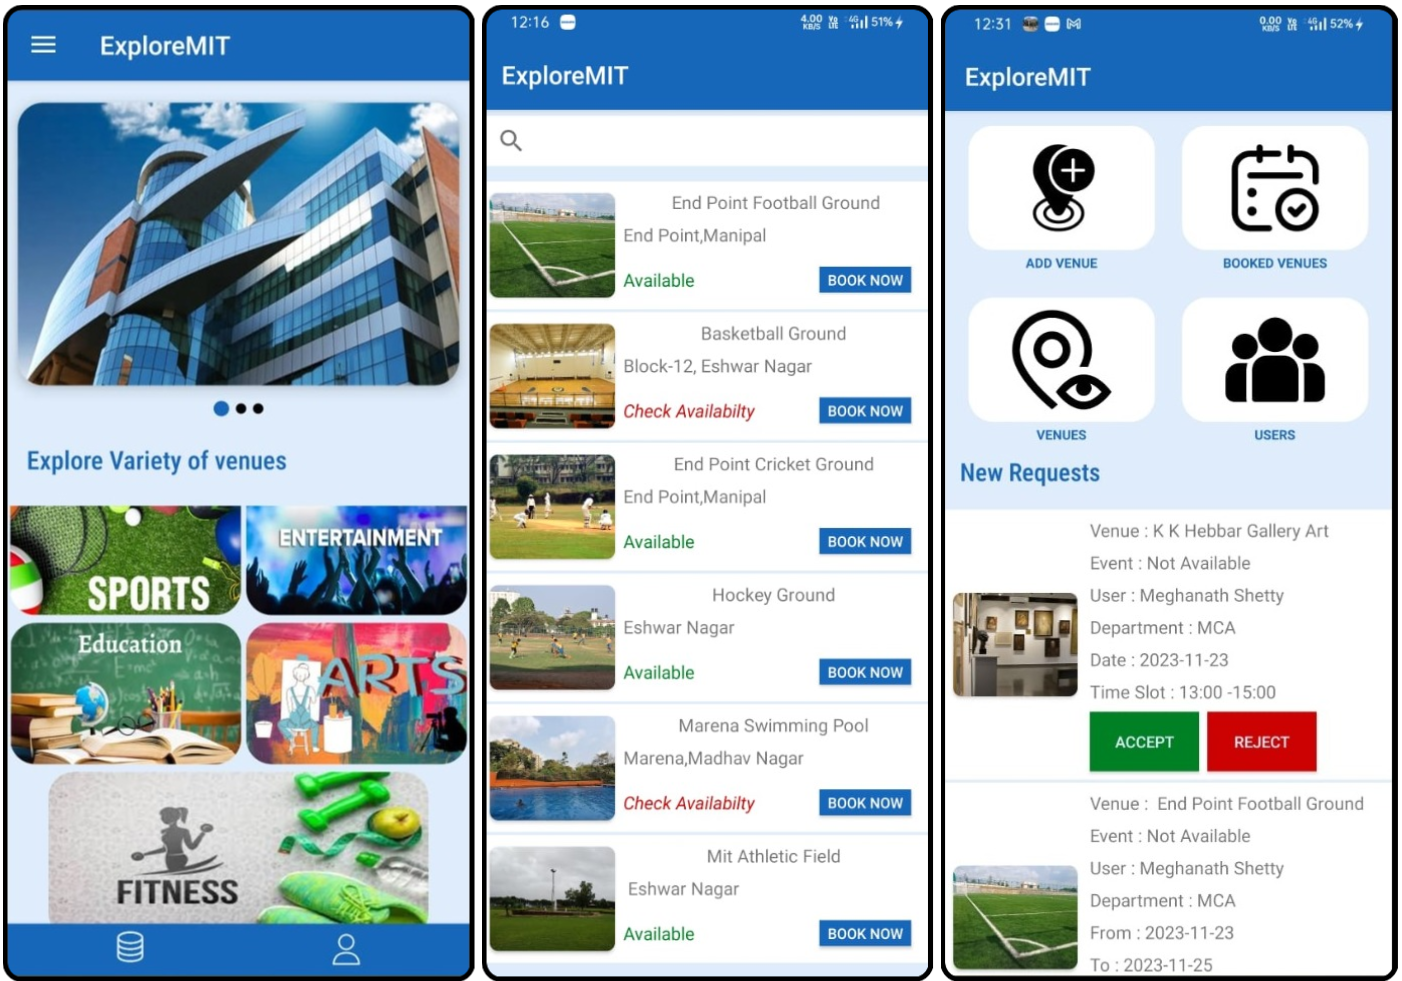 ExploreMIT
Explore Variety of venues
SPORTS
ENTERTAINMENT
Education
ARTS
FITNESS
12:16
4.00 KB/S
51%
ExploreMIT
End Point Football Ground
End Point,Manipal
Available
BOOK NOW
Basketball Ground
Block-12, Eshwar Nagar
Check Availabilty
BOOK NOW
End Point Cricket Ground
End Point,Manipal
Available
BOOK NOW
Hockey Ground
Eshwar Nagar
Available
BOOK NOW
Marena Swimming Pool
Marena,Madhav Nagar
Check Availabilty
BOOK NOW
Mit Athletic Field
Eshwar Nagar
Available
BOOK NOW
12:31
0.00 KB/S
4G
52%
ExploreMIT
ADD VENUE
BOOKED VENUES
VENUES
USERS
New Requests
Venue : K K Hebbar Gallery Art
Event : Not Available
User : Meghanath Shetty
Department : MCA
Date : 2023-11-23
Time Slot : 13:00 -15:00
ACCEPT
REJECT
Venue :  End Point Football Ground
Event : Not Available
User : Meghanath Shetty
Department : MCA
From : 2023-11-23
To : 2023-11-25